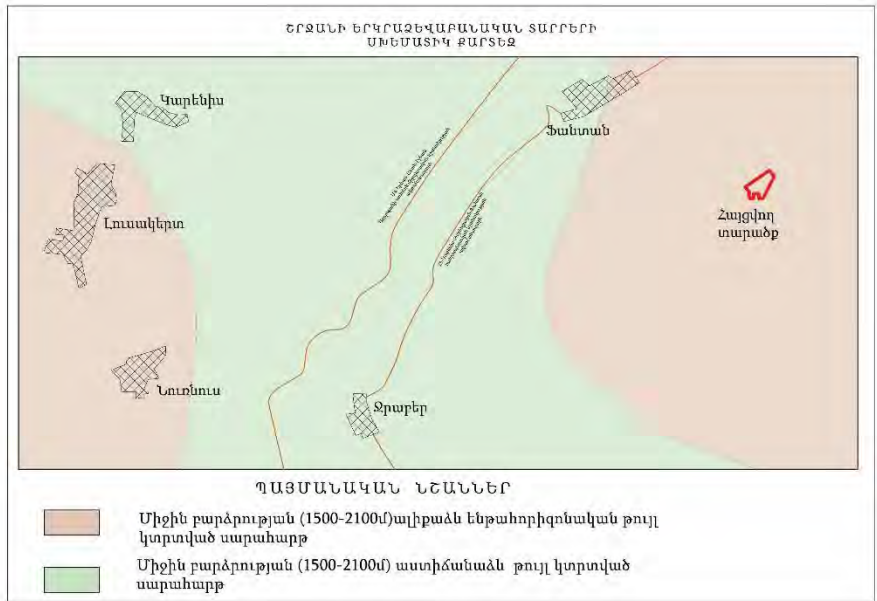 ՇՐՋԱՆԻ ԵՐԿՐԱՁԵՎԱԲԱՆԱԿԱՆ ՏԱՐՐԵՐԻ
ՍԽԵՄԱՏԻԿ ՔԱՐՏԵԶ
Կարենիս
Ֆանտան
Լուսակերտ
Հայցվող
տարածք
Նուռնուս
Ջրաբեր
ՊԱՅՄԱՆԱԿԱՆ ՆՇԱՆՆԵՐ
Միջին բարձրության (1500-2100մ)ալիքաձև ենթահորիզոնական թույլ
կտրտված սարահարթ
Միջին բարձրության (1500-2100մ) աստիճանաձև թույլ կտրտված
սարահարթ